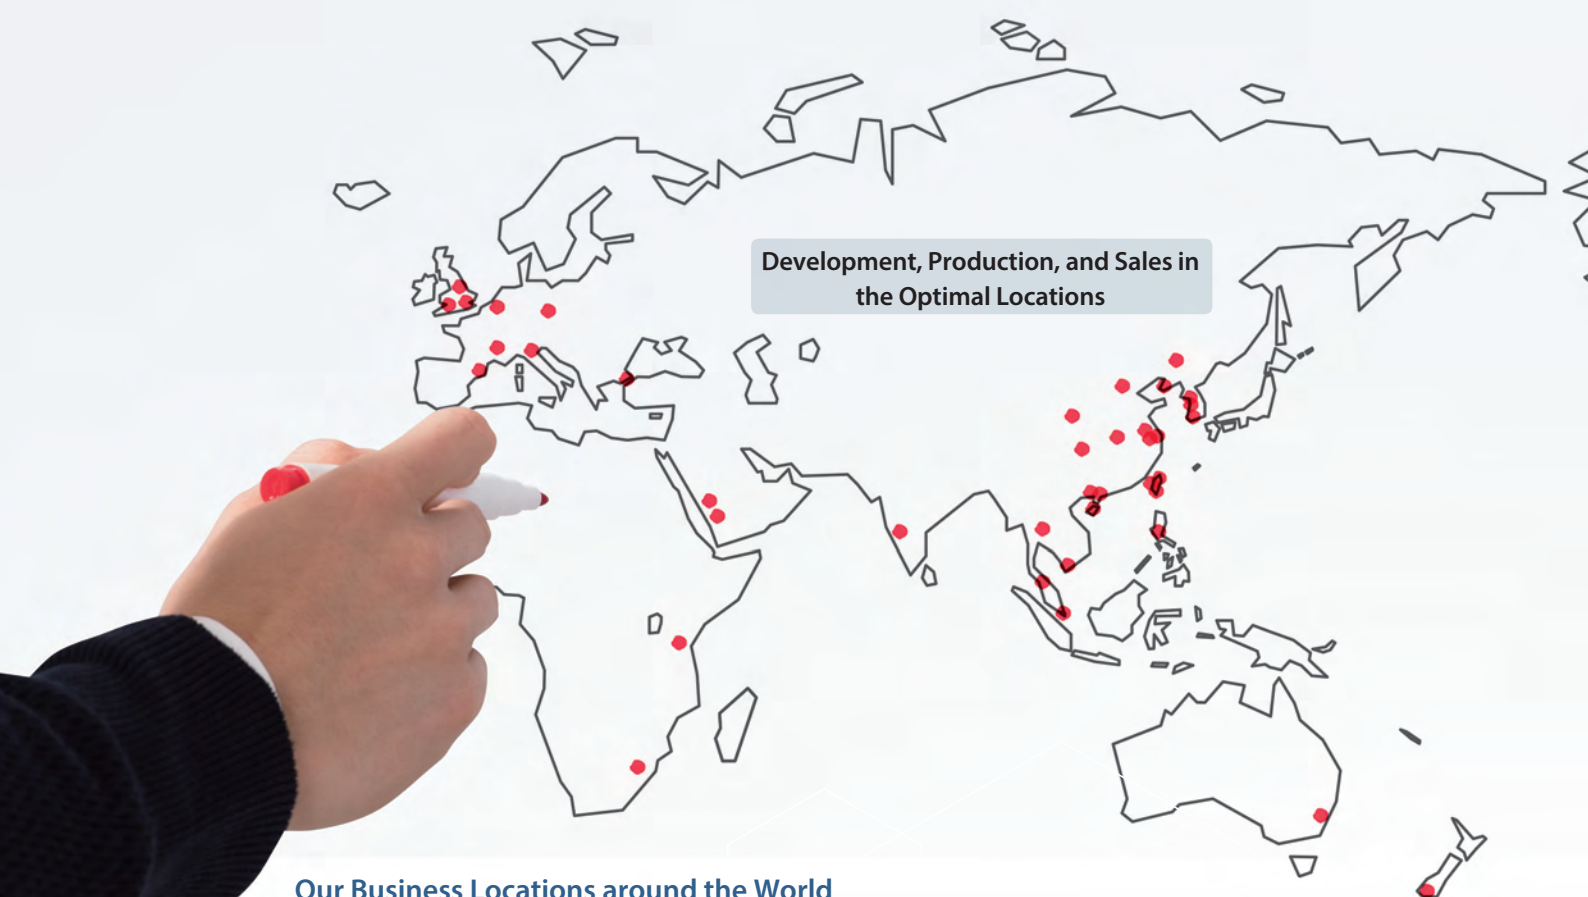 Development, Production, and Sales in
the Optimal Locations
Our Business Locations around the World